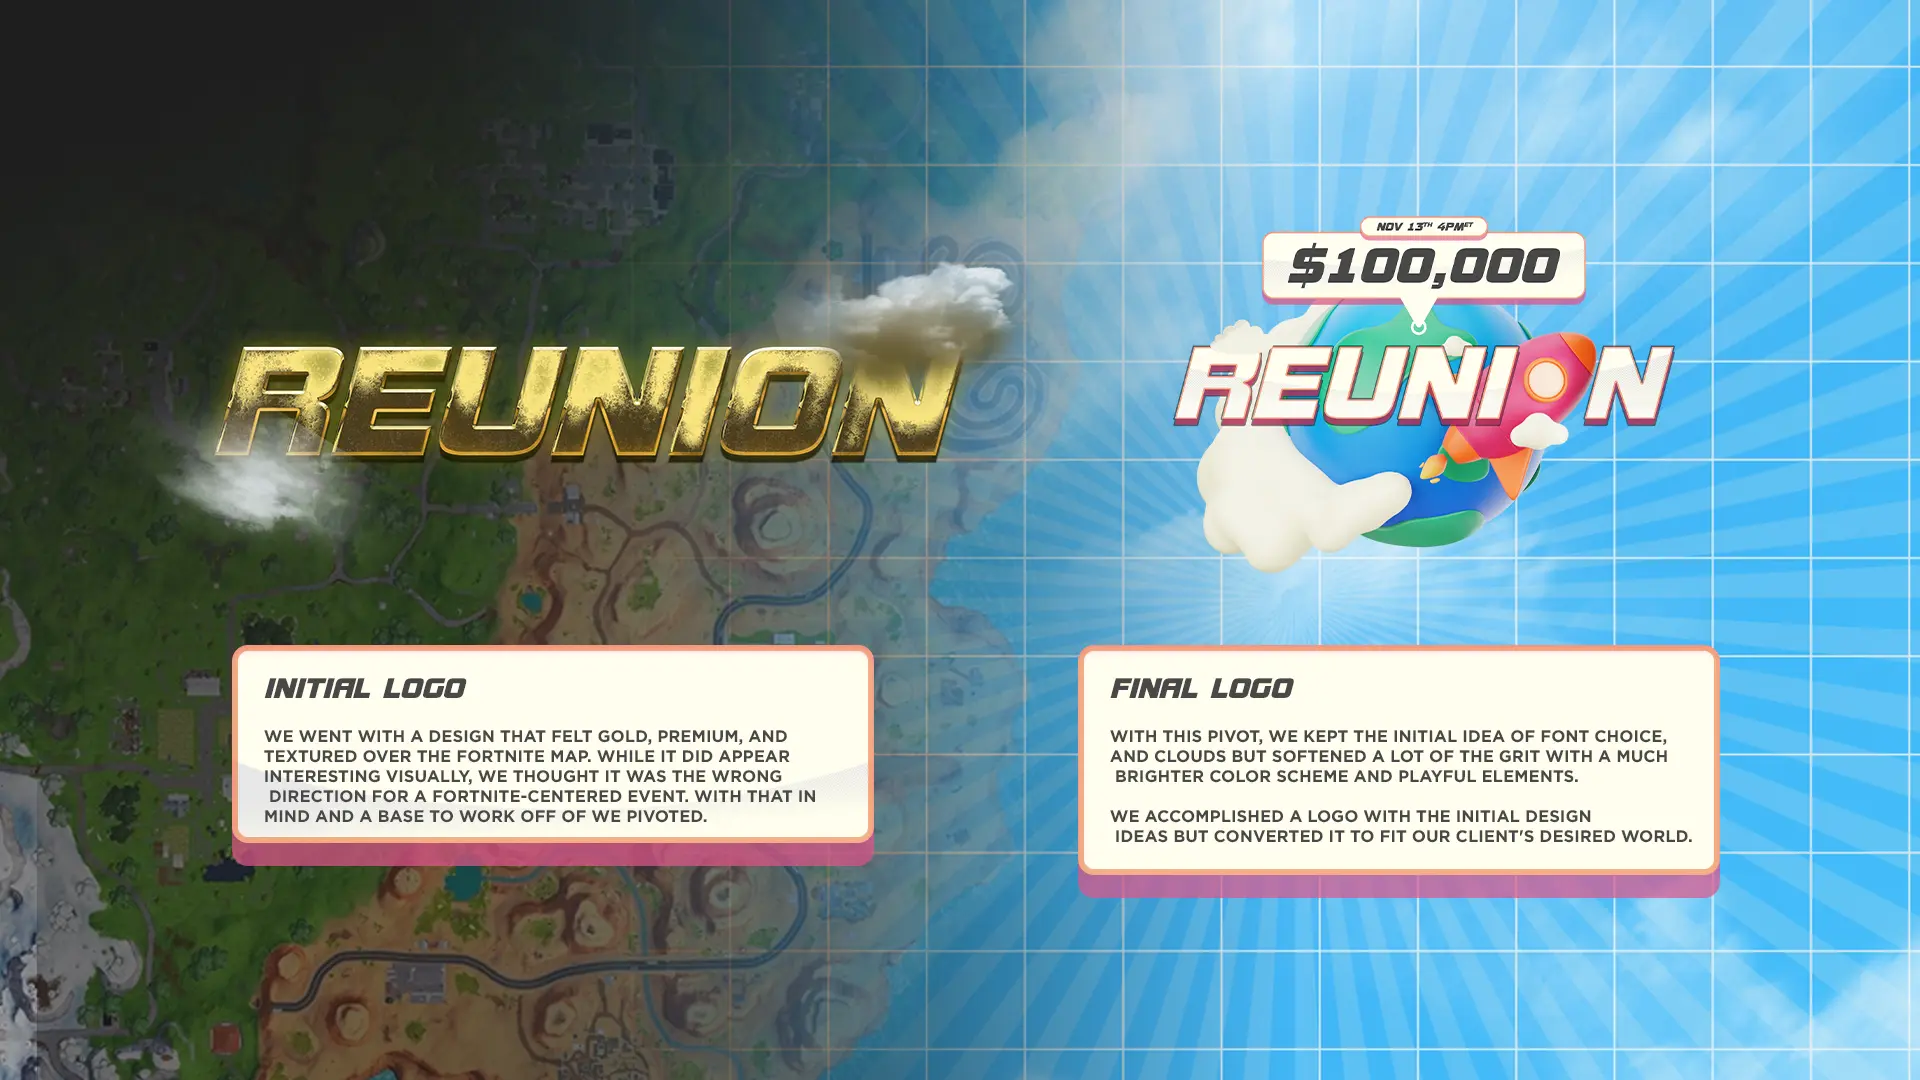 REUNION
INITIAL LOGO
WE WENT WITH A DESIGN THAT FELT GOLD, PREMIUM, AND
TEXTURED OVER THE FORTNITE MAP. WHILE IT DID APPEAR
INTERESTING VISUALLY, WE THOUGHT IT WAS THE WRONG
DIRECTION FOR A FORTNITE-CENTERED EVENT. WITH THAT IN
MIND AND A BASE TO WORK OFF OF WE PIVOTED.
NOV 13TH 4PMET
$100,000
REUNION
FINAL LOGO
WITH THIS PIVOT, WE KEPT THE INITIAL IDEA OF FONT CHOICE,
AND CLOUDS BUT SOFTENED A LOT OF THE GRIT WITH A MUCH
BRIGHTER COLOR SCHEME AND PLAYFUL ELEMENTS.
WE ACCOMPLISHED A LOGO WITH THE INITIAL DESIGN
IDEAS BUT CONVERTED IT TO FIT OUR CLIENT'S DESIRED WORLD.